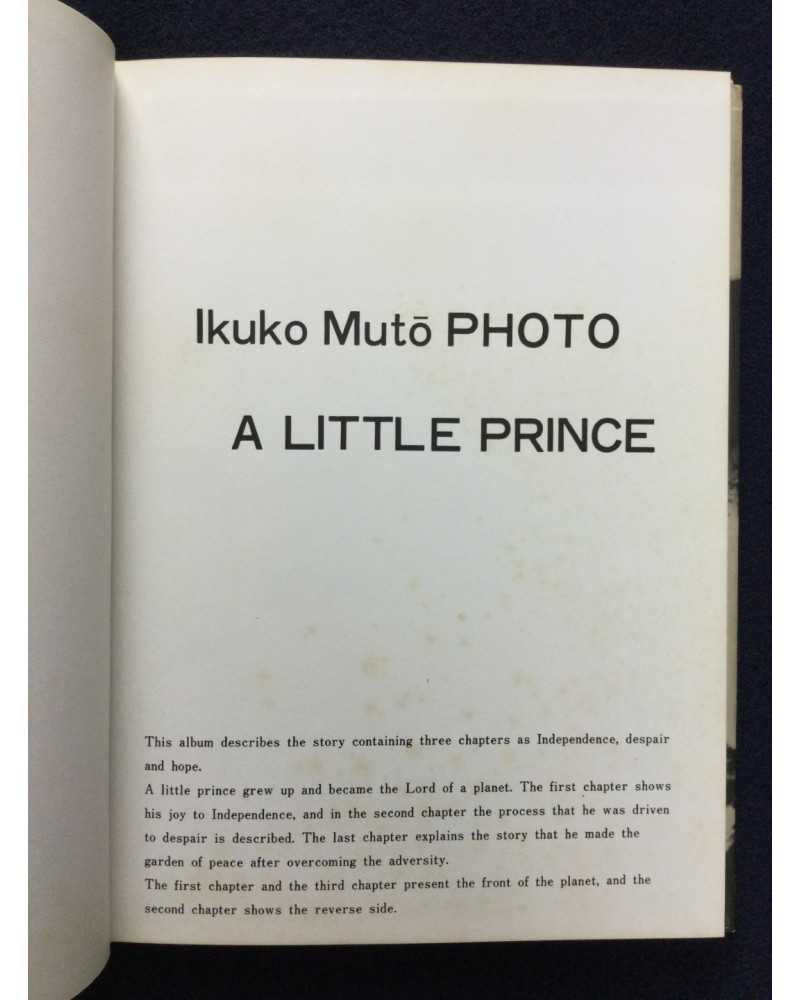 Ikuko Mutō PHOTO
A LITTLE PRINCE
This album describes the story containing three chapters as Independence, despair
and hope.
A little prince grew up and became the Lord of a planet. The first chapter shows
his joy to Independence, and in the second chapter the process that he was driven
to despair is described. The last chapter explains the story that he made the
garden of peace after overcoming the adversity.
The first chapter and the third chapter present the front of the planet, and the
second chapter shows the reverse side.